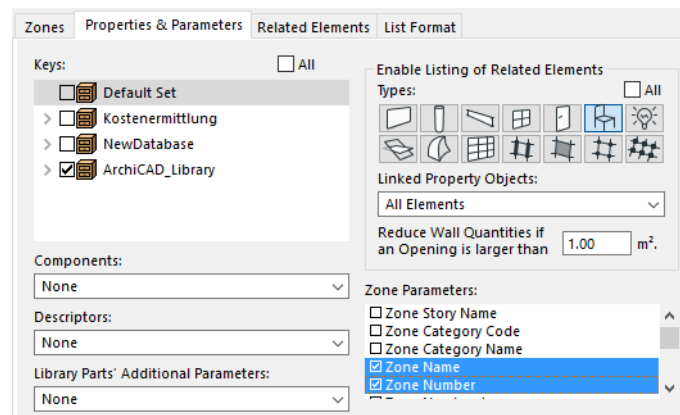 Zones Properties & Parameters Related Elements List Format
Keys:
All
Default Set
Kostenermittlung
NewDatabase
ArchiCAD_Library
Components:
None
Descriptors:
None
Library Parts' Additional Parameters:
None
Enable Listing of Related Elements
Types:
All
Linked Property Objects:
All Elements
Reduce Wall Quantities if
an Opening is larger than 1.00 m².
Zone Parameters:
Zone Story Name
Zone Category Code
Zone Category Name
Zone Name
Zone Number